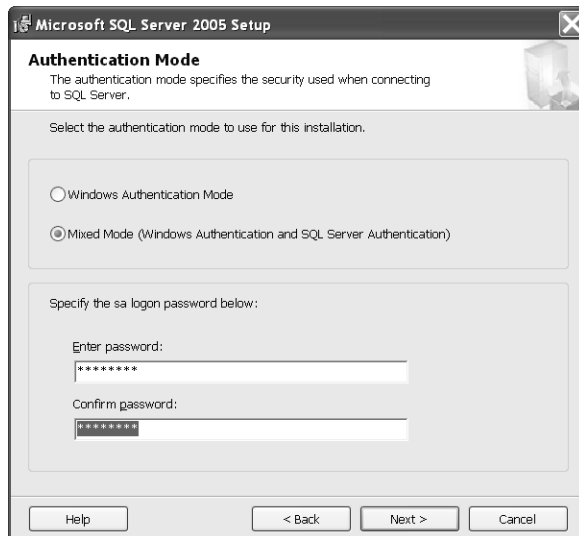 Microsoft SQL Server 2005 Setup
Authentication Mode
The authentication mode specifies the security used when connecting
to SQL Server.
Select the authentication mode to use for this installation.
Windows Authentication Mode
Mixed Mode (Windows Authentication and SQL Server Authentication)
Specify the sa logon password below:
Enter password:
********
Confirm password:
********
Help
< Back
Next >
Cancel